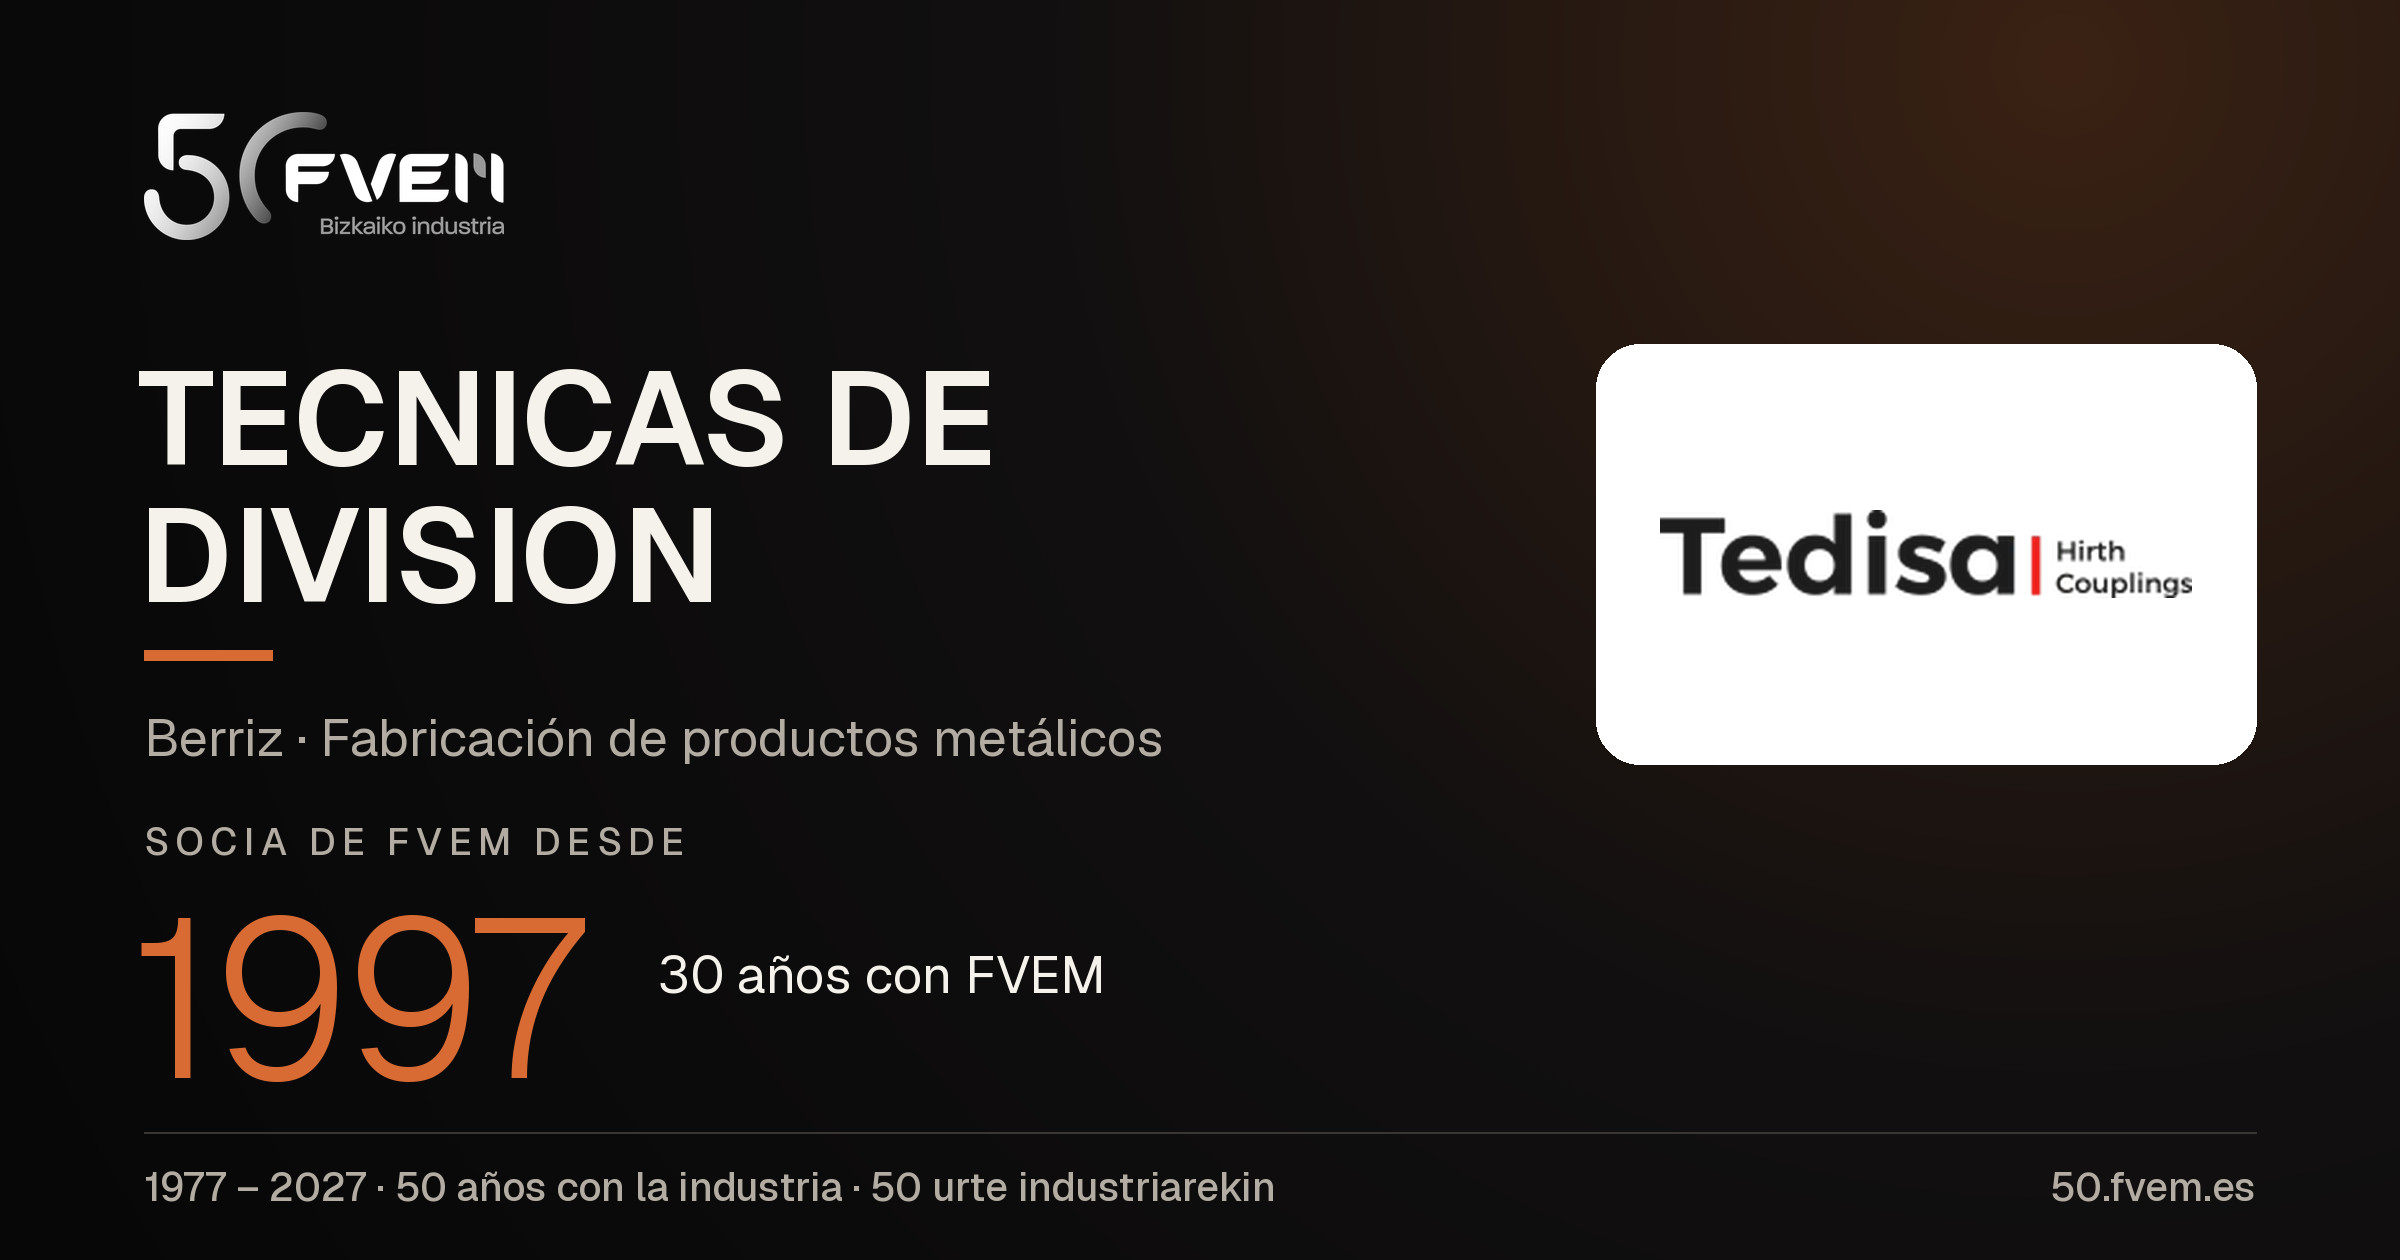 50 FVEM
Bizkaiko industria
TECNICAS DE
DIVISION
Berriz · Fabricación de productos metálicos
SOCIA DE FVEM DESDE
1997
30 años con FVEM
Tedisa
Hirth
Couplings
1977 – 2027 · 50 años con la industria · 50 urte industriarekin
50.fvem.es